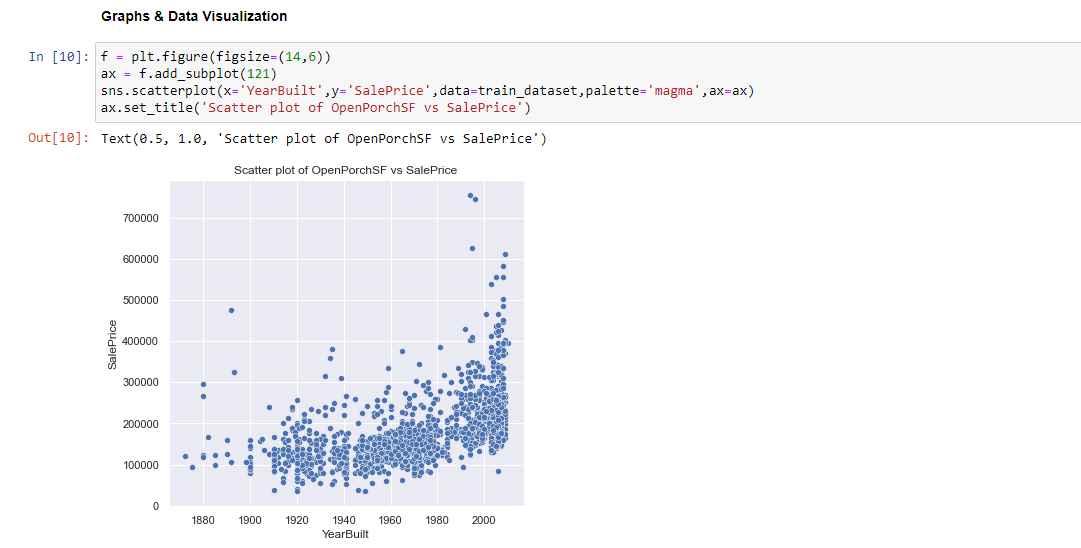 Graphs & Data Visualization
In [10]: f = plt.figure(figsize=(14,6))
ax = f.add_subplot(121)
sns.scatterplot(x='YearBuilt',y='SalePrice',data=train_dataset,palette='magma',ax=ax)
ax.set_title('Scatter plot of OpenPorchSF vs SalePrice')
Out[10]: Text(0.5, 1.0, 'Scatter plot of OpenPorchSF vs SalePrice')
Scatter plot of OpenPorchSF vs SalePrice
700000
600000
500000
400000
300000
200000
100000
0
SalePrice
1880 1900 1920 1940 1960 1980 2000
YearBuilt